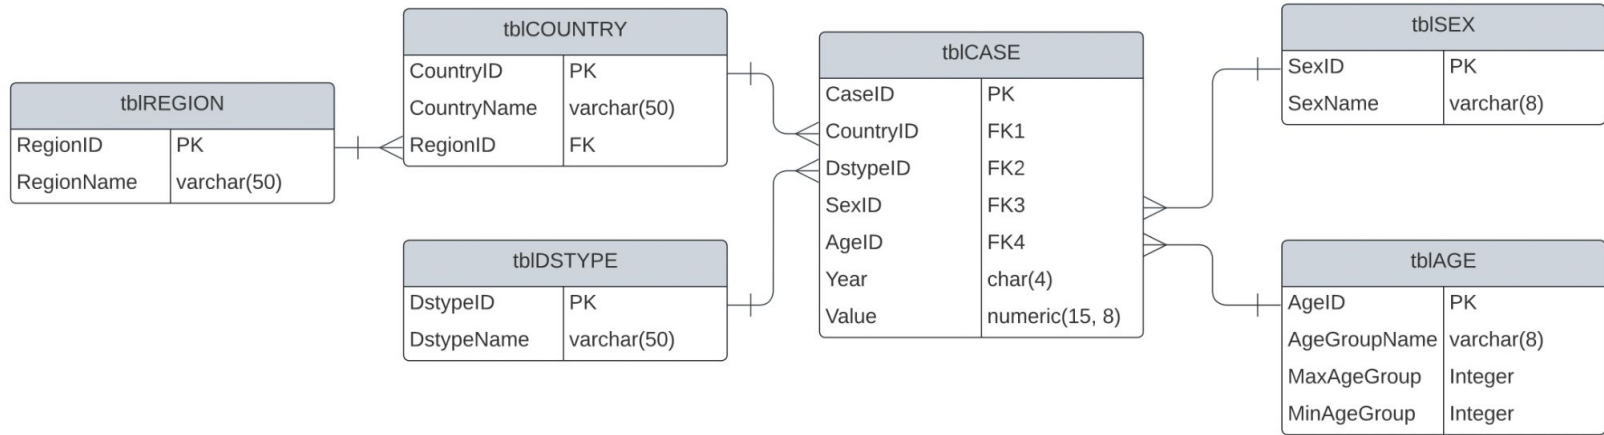 tblREGION
RegionID PK
RegionName varchar(50)
tblCOUNTRY
CountryID PK
CountryName varchar(50)
RegionID FK
tblDSTYPE
DstypeID PK
DstypeName varchar(50)
tblCASE
CaseID PK
CountryID FK1
DstypeID FK2
SexID FK3
AgeID FK4
Year char(4)
Value numeric(15, 8)
tblSEX
SexID PK
SexName varchar(8)
tblAGE
AgeID PK
AgeGroupName varchar(8)
MaxAgeGroup Integer
MinAgeGroup Integer